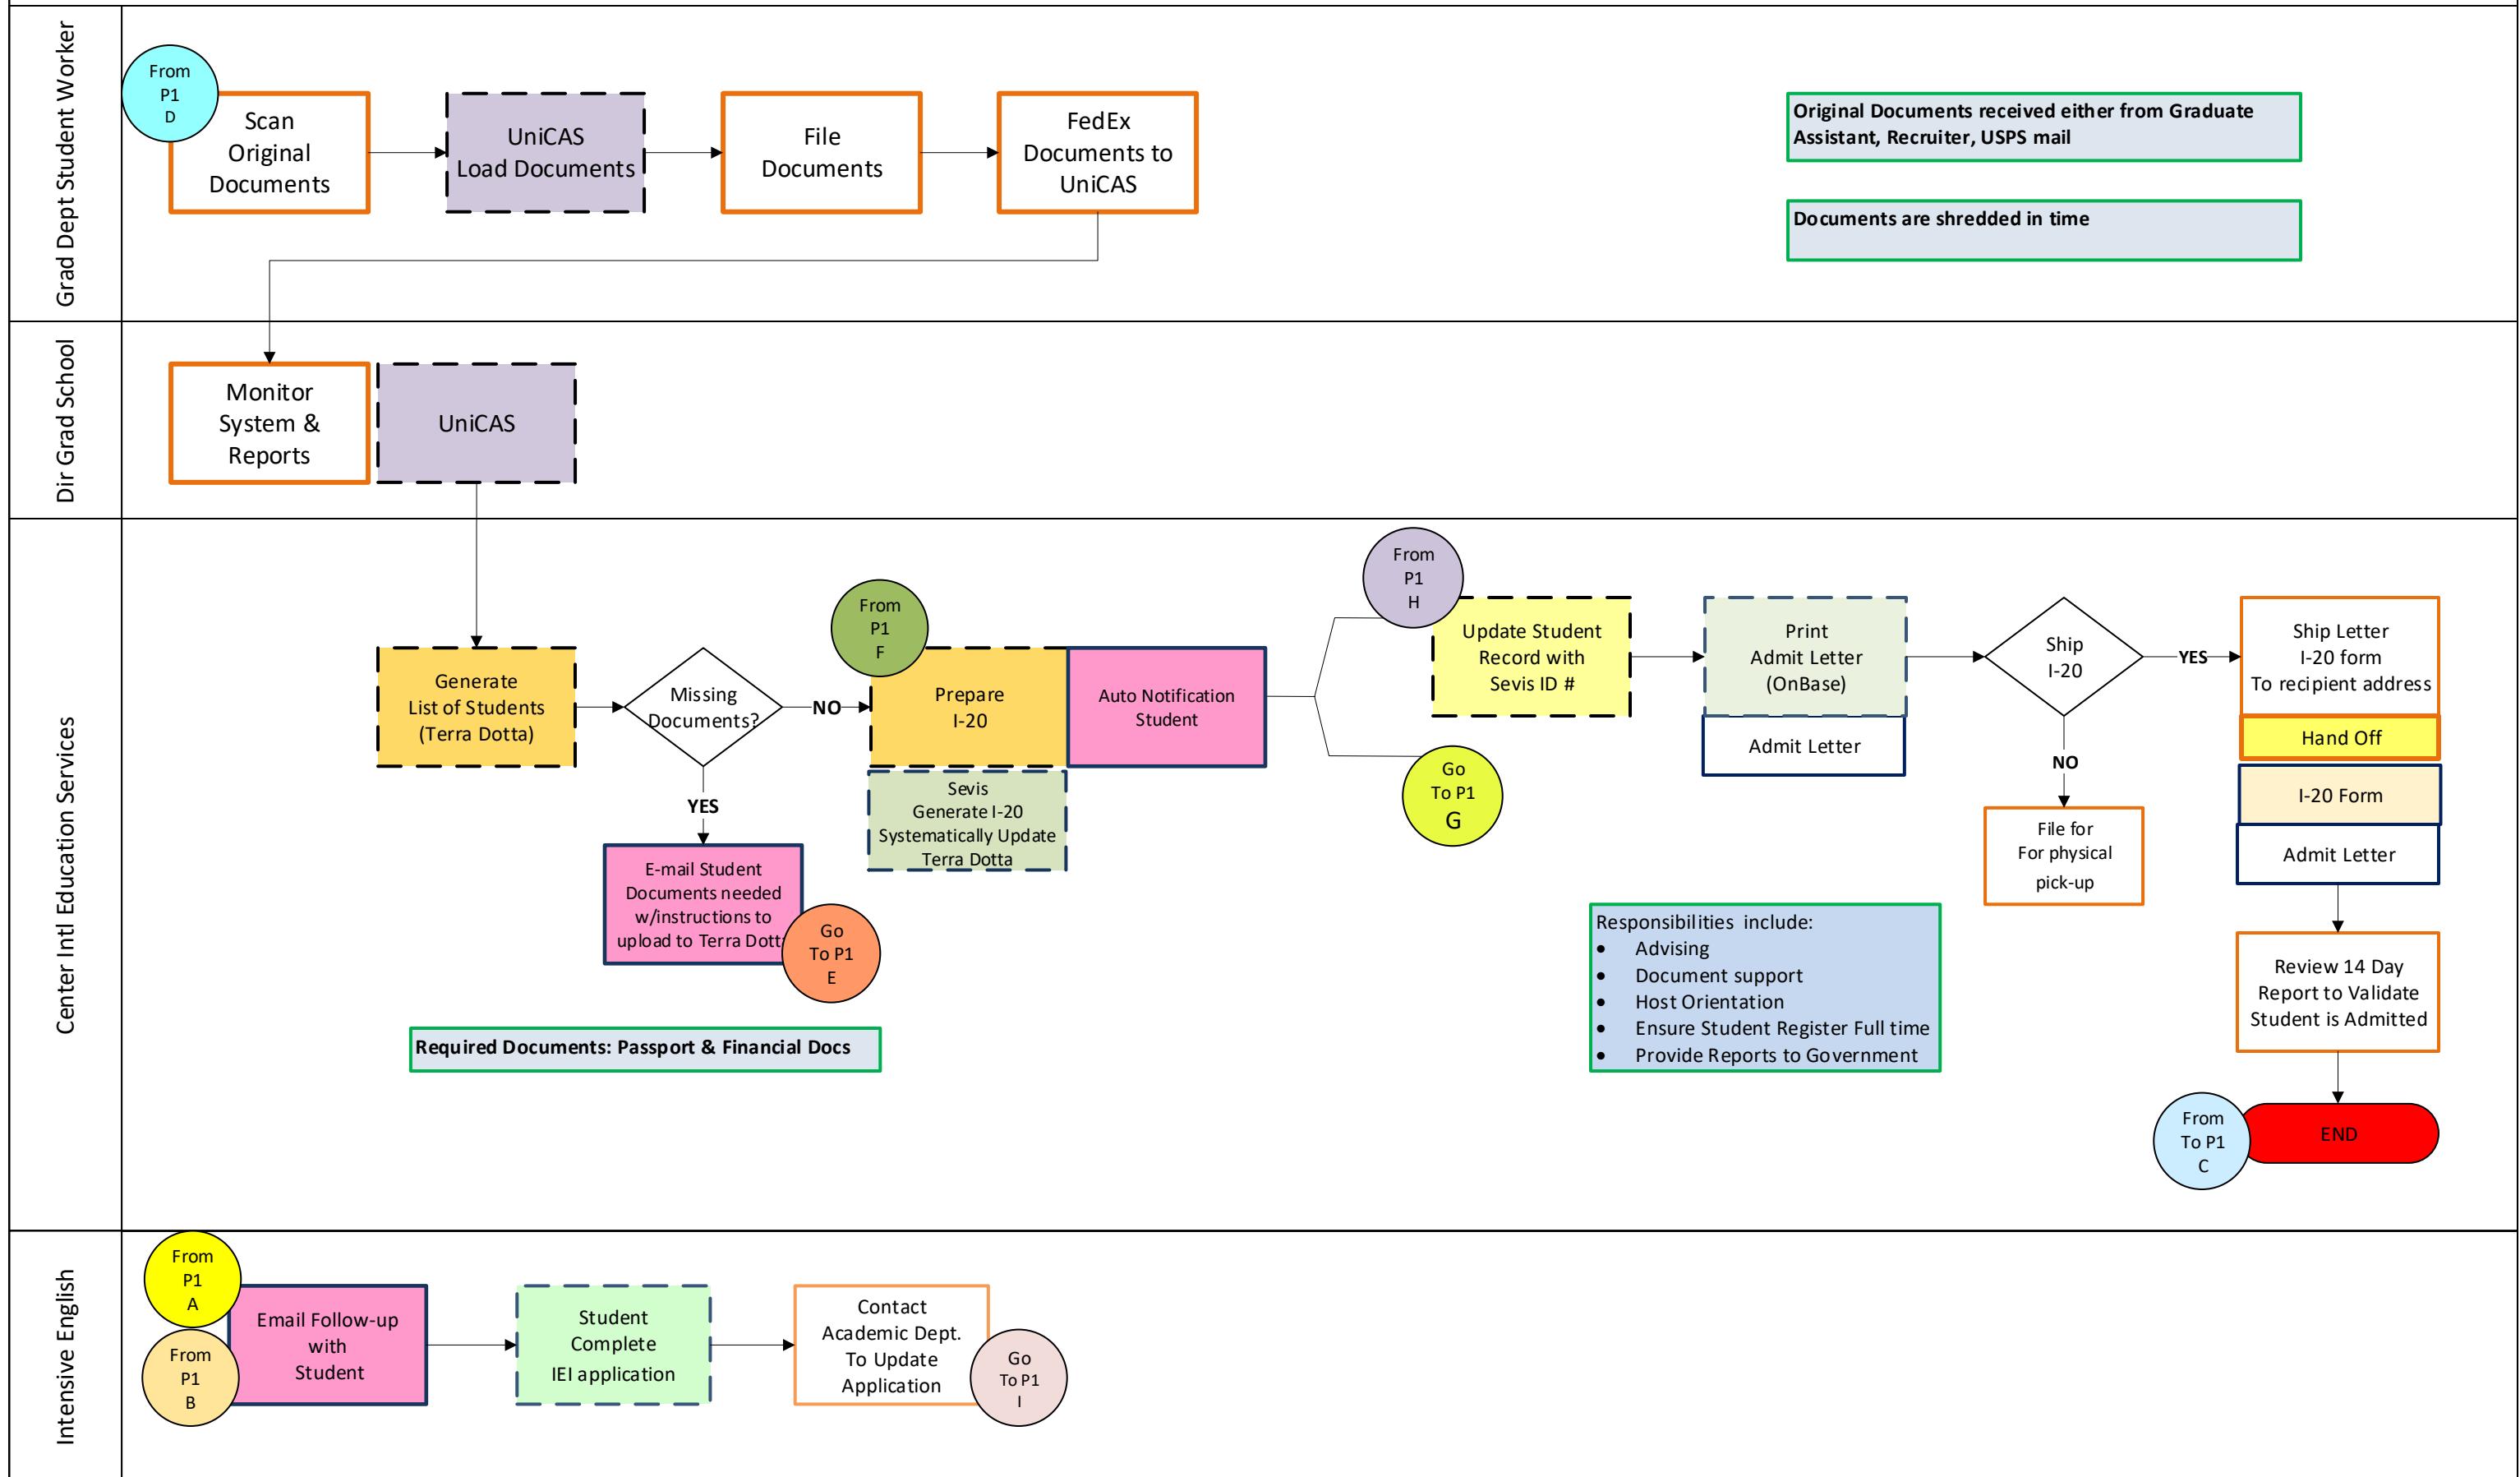 Grad Dept Student Worker
From
P1
D
Scan
Original
Documents
UniCAS
Load Documents
File
Documents
FedEx
Documents to
UniCAS
Original Documents received either from Graduate
Assistant, Recruiter, USPS mail
Documents are shredded in time
Dir Grad School
Monitor
System &
Reports
UniCAS
Center Intl Education Services
Generate
List of Students
(Terra Dotta)
Missing
Documents?
NO
YES
E-mail Student
Documents needed
w/instructions to
upload to Terra Dott
Go
To P1
E
Required Documents: Passport & Financial Docs
From
P1
F
Prepare
I-20
Auto Notification
Student
Sevis
Generate I-20
Systematically Update
Terra Dotta
From
P1
H
Go
To P1
G
Update Student
Record with
Sevis ID #
Print
Admit Letter
(OnBase)
Admit Letter
Ship
I-20
YES
NO
File for
For physical
pick-up
Ship Letter
I-20 form
To recipient address
Hand Off
I-20 Form
Admit Letter
Responsibilities include:
• Advising
• Document support
• Host Orientation
• Ensure Student Register Full time
• Provide Reports to Government
Review 14 Day
Report to Validate
Student is Admitted
From
To P1
C
END
Intensive English
From
P1
A
From
P1
B
Email Follow-up
with
Student
Student
Complete
IEI application
Contact
Academic Dept.
To Update
Application
Go
To P1
I